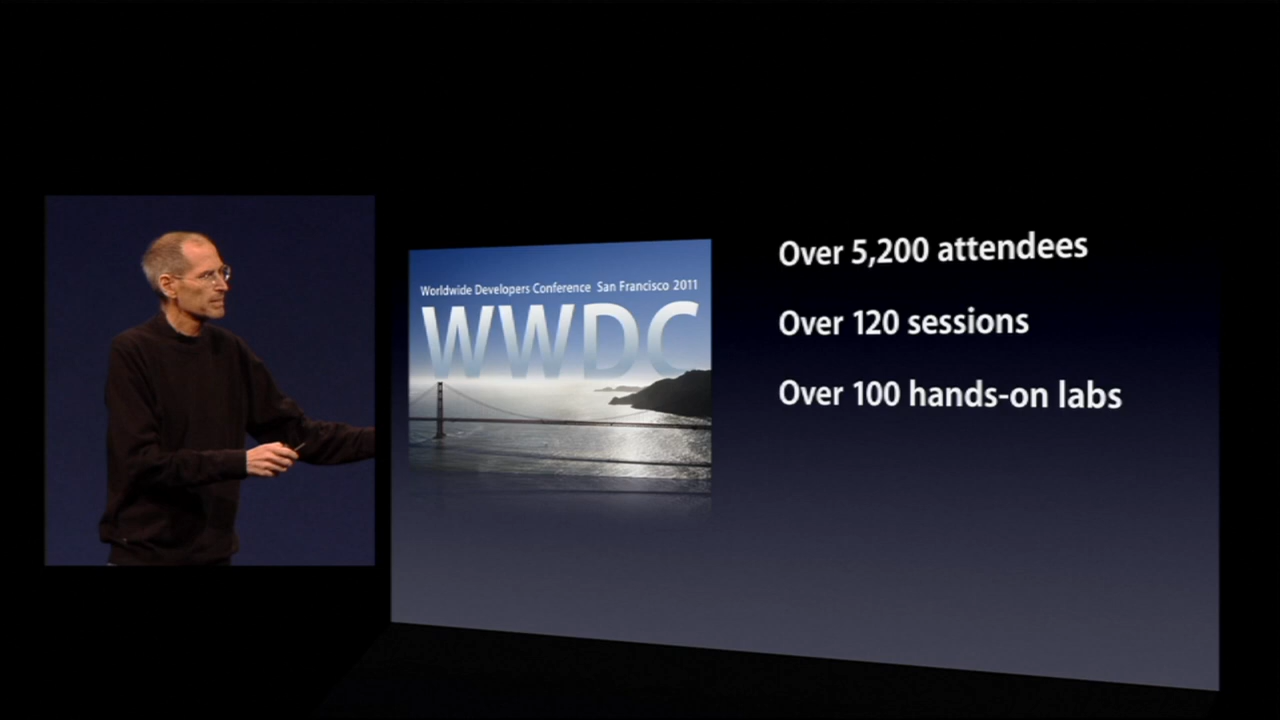 Worldwide Developers Conference San Francisco 2011
WWDC
Over 5,200 attendees
Over 120 sessions
Over 100 hands-on labs